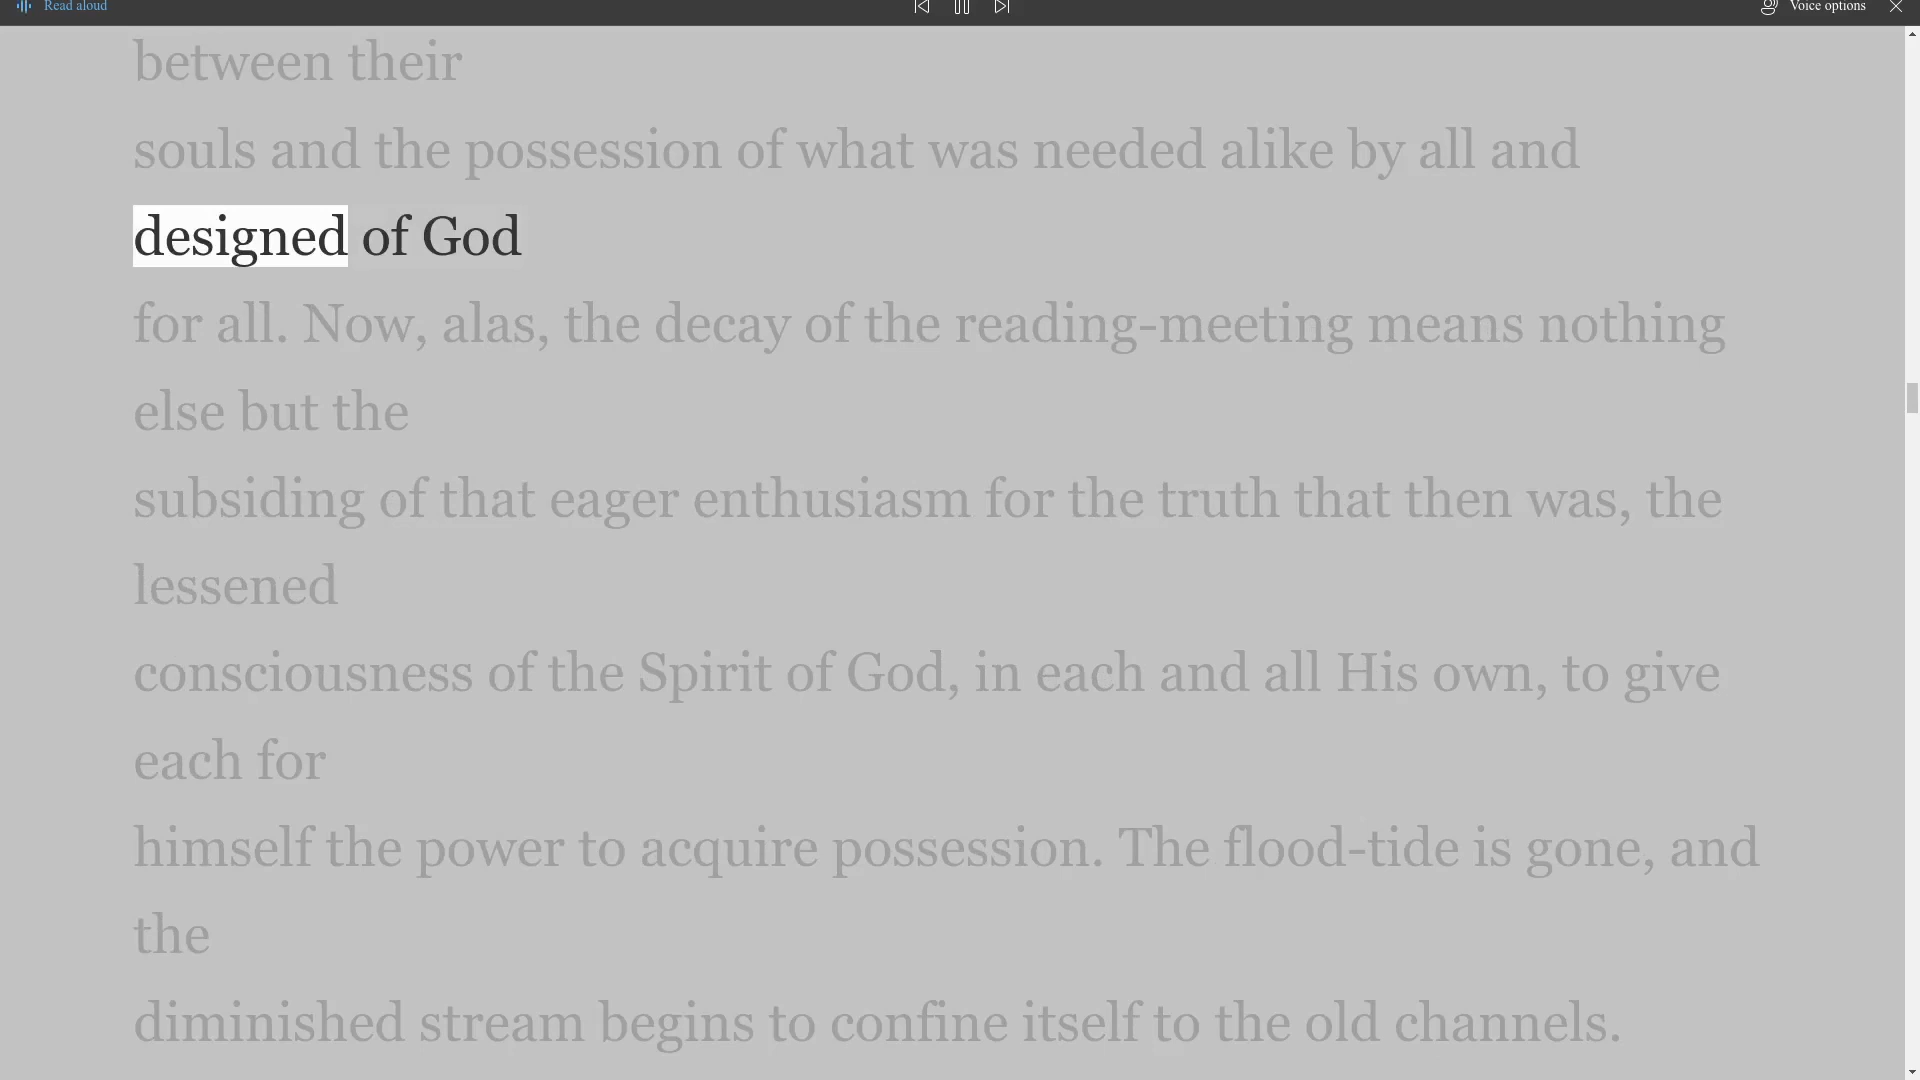 Read aloud
Voice options
between their
souls and the possession of what was needed alike by all and
designed of God
for all. Now, alas, the decay of the reading-meeting means nothing
else but the
subsiding of that eager enthusiasm for the truth that then was, the
lessened
consciousness of the Spirit of God, in each and all His own, to give
each for
himself the power to acquire possession. The flood-tide is gone, and
the
diminished stream begins to confine itself to the old channels.